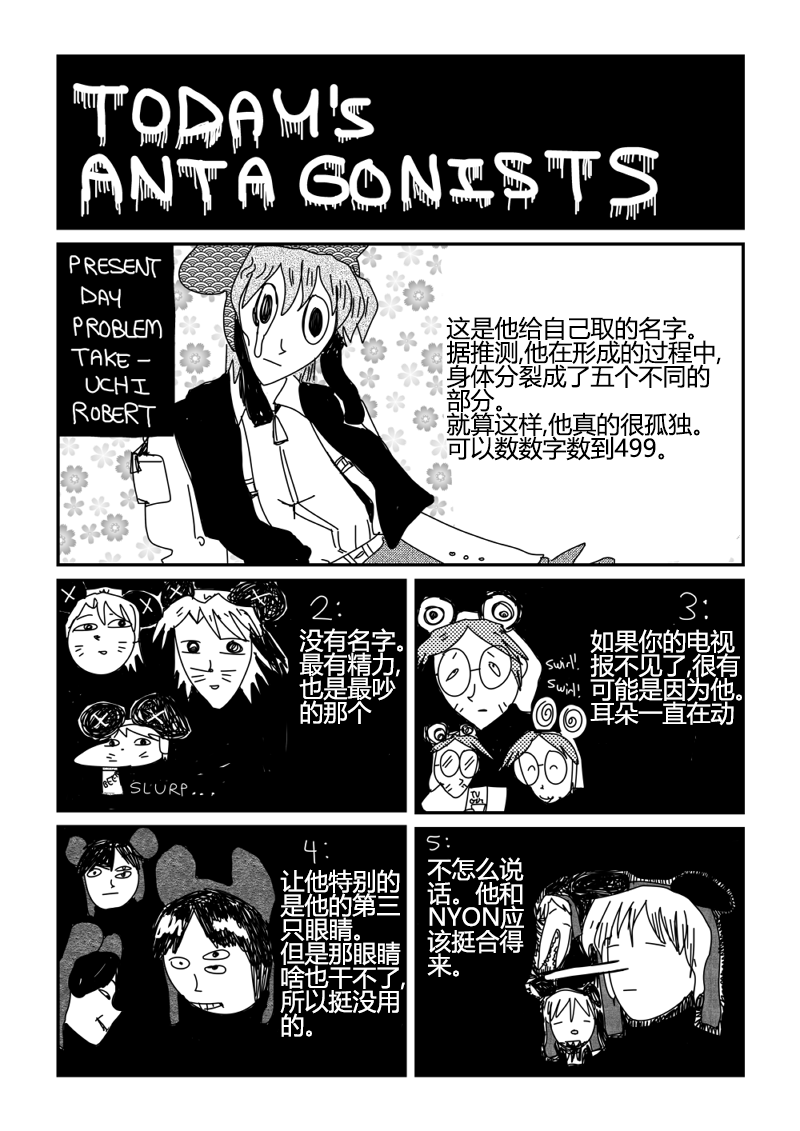 TODAY's
ANTAGONISTS
PRESENT
DAY
PROBLEM
TAKE-
UCHI
ROBERT
这是他给自己取的名字。
据推测,他在形成的过程中,
身体分裂成了五个不同的
部分。
就算这样,他真的很孤独。
可以数数字数到499。
2:
没有名字。
最有精力,
也是最吵
的那个
BEER
SLURP...
3:
如果你的电视
报不见了,很有
可能是因为他。
耳朵一直在动
swirl!
swirl!
TV
4:
让他特别的
是他的第三
只眼睛。
但是那眼睛
啥也干不了,
所以挺没用
的。
5:
不怎么说
话。他和
NYON应
该挺合得
来。